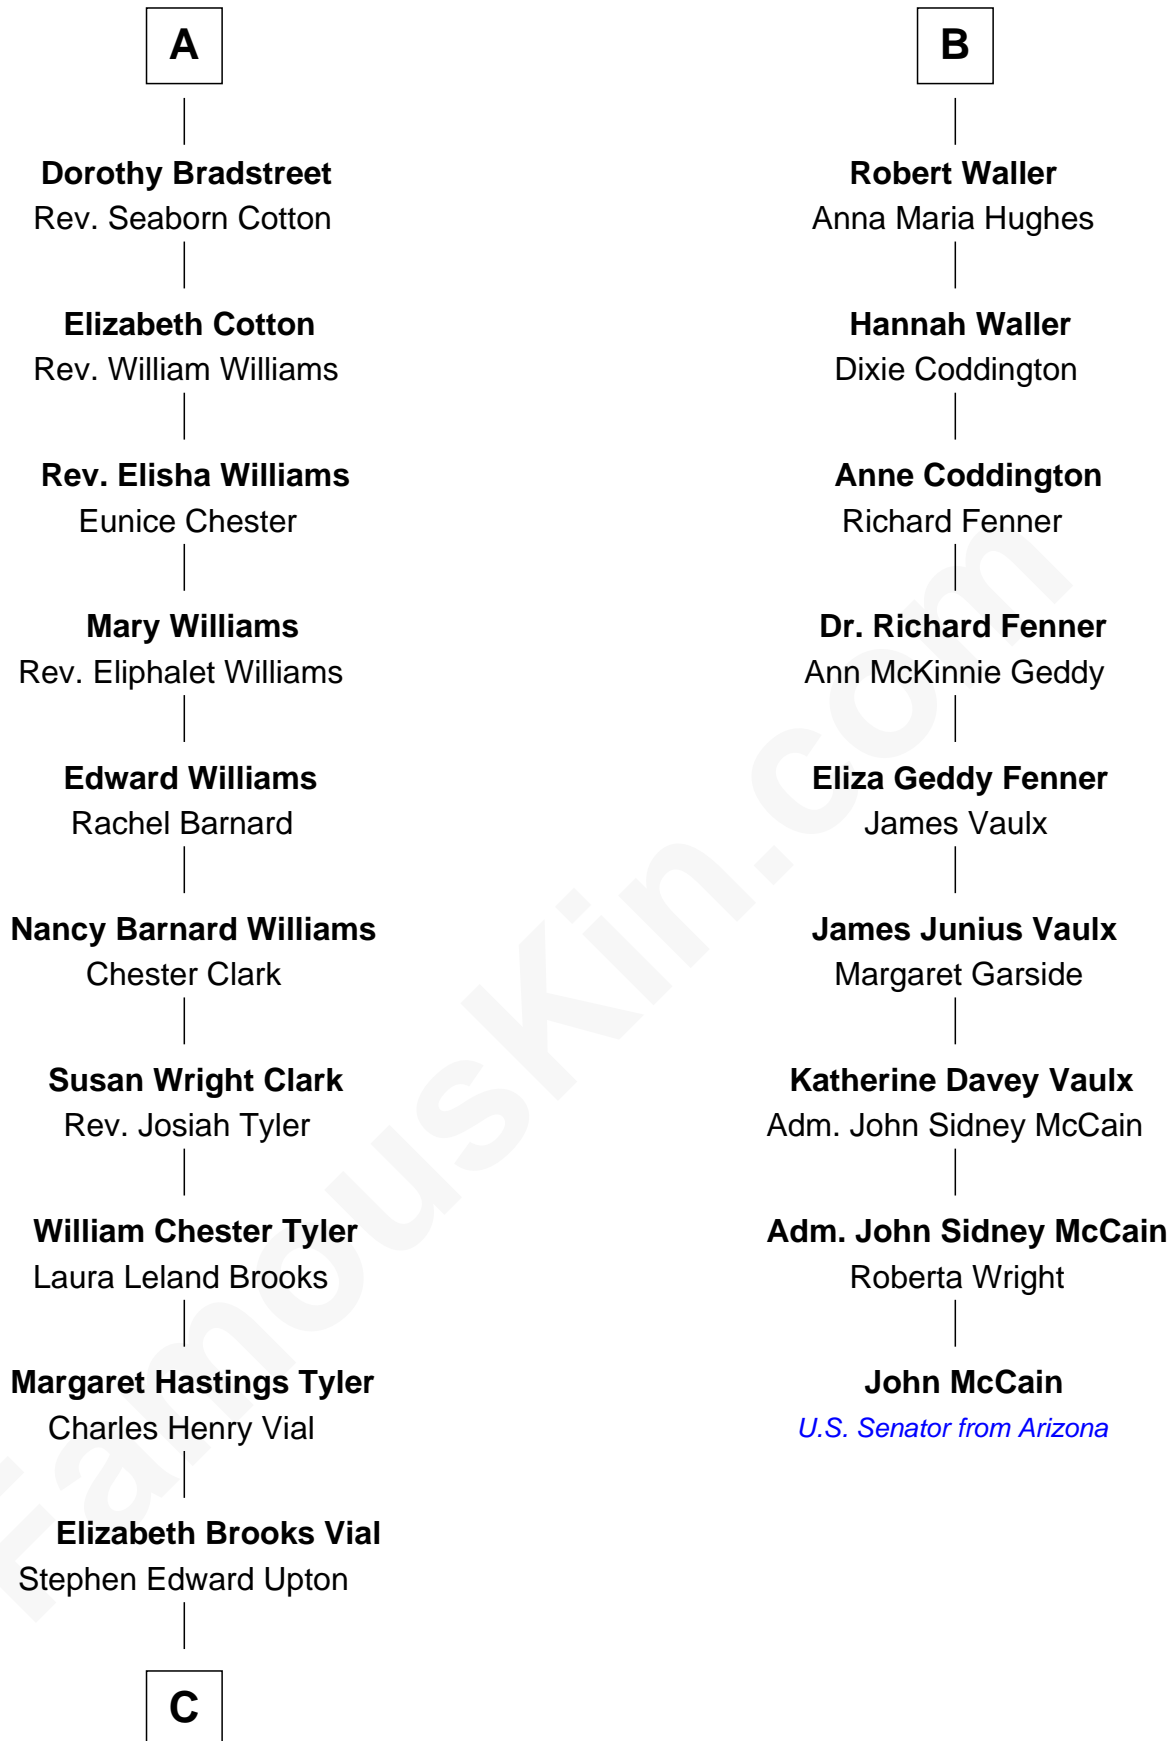 A
Dorothy Bradstreet
Rev. Seaborn Cotton
Elizabeth Cotton
Rev. William Williams
Rev. Elisha Williams
Eunice Chester
Mary Williams
Rev. Eliphalet Williams
Edward Williams
Rachel Barnard
Nancy Barnard Williams
Chester Clark
Susan Wright Clark
Rev. Josiah Tyler
William Chester Tyler
Laura Leland Brooks
Margaret Hastings Tyler
Charles Henry Vial
Elizabeth Brooks Vial
Stephen Edward Upton
C
B
Robert Waller
Anna Maria Hughes
Hannah Waller
Dixie Coddington
Anne Coddington
Richard Fenner
Dr. Richard Fenner
Ann McKinnie Geddy
Eliza Geddy Fenner
James Vaulx
James Junius Vaulx
Margaret Garside
Katherine Davey Vaulx
Adm. John Sidney McCain
Adm. John Sidney McCain
Roberta Wright
John McCain
U.S. Senator from Arizona
FamousKin.com